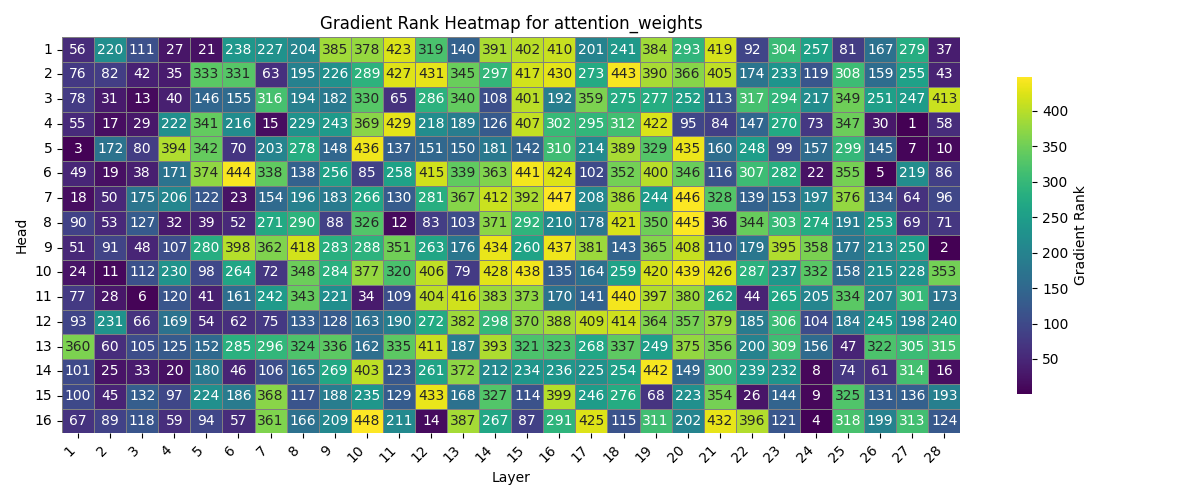 Gradient Rank Heatmap for attention_weights
1 56 220 111 27 21 238 227 204 385 378 423 319 140 391 402 410 201 241 384 293 419 92 304 257 81 167 279 37
2 76 82 42 35 333 331 63 195 226 289 427 431 345 297 417 430 273 443 390 366 405 174 233 119 308 159 255 43
3 78 31 13 40 146 155 316 194 182 330 65 286 340 108 401 192 359 275 277 252 113 317 294 217 349 251 247 413
4 55 17 29 222 341 216 15 229 243 369 429 218 189 126 407 302 295 312 422 95 84 147 270 73 347 30 1 58
5 3 172 80 394 342 70 203 278 148 436 137 151 150 181 142 310 214 389 329 435 160 248 99 157 299 145 7 10
6 49 19 38 171 374 444 338 138 256 85 258 415 339 363 441 424 102 352 400 346 116 307 282 22 355 5 219 86
7 18 50 175 206 122 23 154 196 183 266 130 281 367 412 392 447 208 386 244 446 328 139 153 197 376 134 64 96
8 90 53 127 32 39 52 271 290 88 326 12 83 103 371 292 210 178 421 350 445 36 344 303 274 191 253 69 71
9 51 91 48 107 280 398 362 418 283 288 351 263 176 434 260 437 381 143 365 408 110 179 395 358 177 213 250 2
10 24 11 112 230 98 264 72 348 284 377 320 406 79 428 438 135 164 259 420 439 426 287 237 332 158 215 228 353
11 77 28 6 120 41 161 242 343 221 34 109 404 416 383 373 170 141 440 397 380 262 44 265 205 334 207 301 173
12 93 231 66 169 54 62 75 133 128 163 190 272 382 298 370 388 409 414 364 357 379 185 306 104 184 245 198 240
13 360 60 105 125 152 285 296 324 336 162 335 411 187 393 321 323 268 337 249 375 356 200 309 156 47 322 305 315
14 101 25 33 20 180 46 106 165 269 403 123 261 372 212 234 236 225 254 442 149 300 239 232 8 74 61 314 16
15 100 45 132 97 224 186 368 117 188 235 129 433 168 327 114 399 246 276 68 223 354 26 144 9 325 131 136 193
16 67 89 118 59 94 57 361 166 209 448 211 14 387 267 87 291 425 115 311 202 432 396 121 4 318 199 313 124
1 2 3 4 5 6 7 8 9 10 11 12 13 14 15 16 17 18 19 20 21 22 23 24 25 26 27 28
Layer
Head
400
350
300
250
200
150
100
50
Gradient Rank